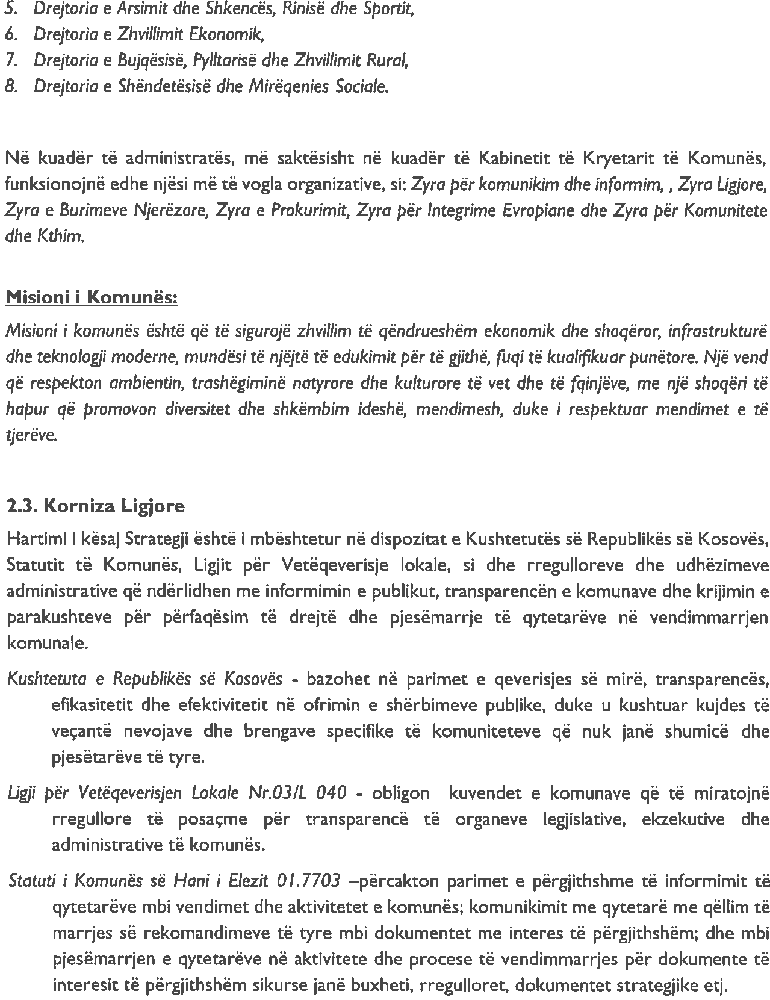 5. Drejtoria e Arsimit dhe Shkencës, Rinisë dhe Sportit,
6. Drejtoria e Zhvillimit Ekonomik,
7. Drejtoria e Bujqësisë, Pylltarisë dhe Zhvillimit Rural,
8. Drejtoria e Shëndetësisë dhe Mirëqenies Sociale.
Në kuadër të administratës, më saktësisht në kuadër të Kabinetit të Kryetarit të Komunës,
funksionojnë edhe njësi më të vogla organizative, si: Zyra për komunikim dhe informim, , Zyra Ligjore,
Zyra e Burimeve Njerëzore, Zyra e Prokurimit, Zyra për Integrime Evropiane dhe Zyra për Komunitete
dhe Kthim.
Misioni i Komunës:
Misioni i komunës është që të sigurojë zhvillim të qëndrueshëm ekonomik dhe shoqëror, infrastrukturë
dhe teknologji moderne, mundësi të njëjtë të edukimit për të gjithë, fuqi të kualifikuar punëtore. Një vend
që respekton ambientin, trashëgiminë natyrore dhe kulturore të vet dhe të fqinjëve, me një shoqëri të
hapur që promovon diversitet dhe shkëmbim ideshë, mendimesh, duke i respektuar mendimet e të
tjerëve.
2.3. Korniza Ligjore
Hartimi i kësaj Strategji është i mbështetur në dispozitat e Kushtetutës së Republikës së Kosovës,
Statutit të Komunës, Ligjit për Vetëqeverisje lokale, si dhe rregulloreve dhe udhëzimeve
administrative që ndërlidhen me informimin e publikut, transparencën e komunave dhe krijimin e
parakushteve për përfaqësim të drejtë dhe pjesëmarrje të qytetarëve në vendimmarrjen
komunale.
Kushtetuta e Republikës së Kosovës - bazohet në parimet e qeverisjes së mirë, transparencës,
efikasitetit dhe efektivitetit në ofrimin e shërbimeve publike, duke u kushtuar kujdes të
veçantë nevojave dhe brengave specifike të komuniteteve që nuk janë shumicë dhe
pjesëtarëve të tyre.
Ligji për Vetëqeverisjen Lokale Nr.03/L 040 - obligon kuvendet e komunave që të miratojnë
rregullore të posaçme për transparencë të organeve legjislative, ekzekutive dhe
administrative të komunës.
Statuti i Komunës së Hani i Elezit 01.7703 –përcakton parimet e përgjithshme të informimit të
qytetarëve mbi vendimet dhe aktivitetet e komunës; komunikimit me qytetarë me qëllim të
marrjes së rekomandimeve të tyre mbi dokumentet me interes të përgjithshëm; dhe mbi
pjesëmarrjen e qytetarëve në aktivitete dhe procese të vendimmarrjes për dokumente të
interesit të përgjithshëm sikurse janë buxheti, rregulloret, dokumentet strategjike etj.